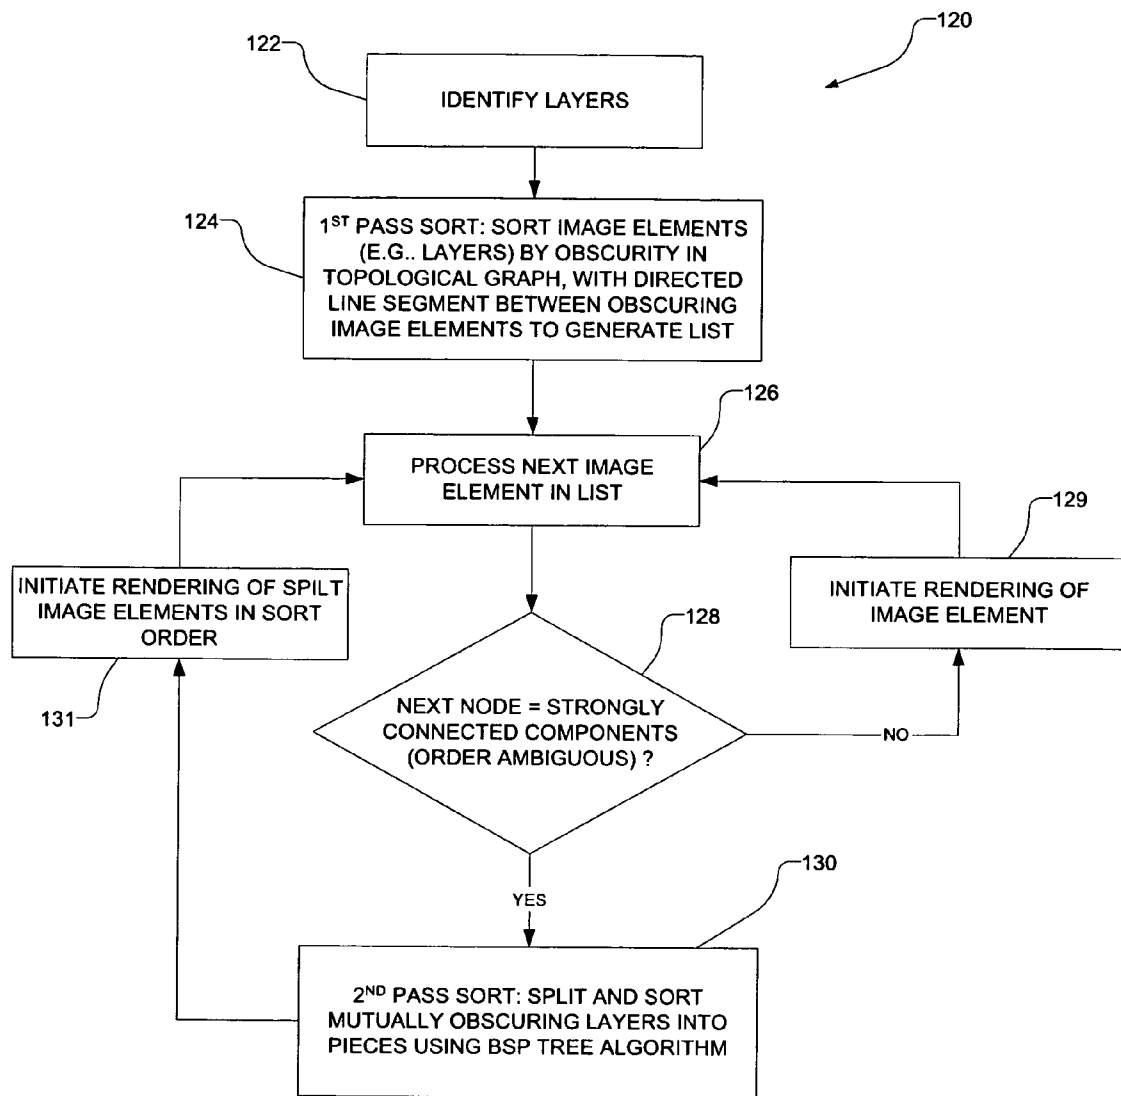 120
122
IDENTIFY LAYERS
124
1ST PASS SORT: SORT IMAGE ELEMENTS
(E.G.. LAYERS) BY OBSCURITY IN
TOPOLOGICAL GRAPH, WITH DIRECTED
LINE SEGMENT BETWEEN OBSCURING
IMAGE ELEMENTS TO GENERATE LIST
126
PROCESS NEXT IMAGE
ELEMENT IN LIST
129
INITIATE RENDERING OF SPILT
IMAGE ELEMENTS IN SORT
ORDER
131
INITIATE RENDERING OF
IMAGE ELEMENT
128
NEXT NODE = STRONGLY
CONNECTED COMPONENTS
(ORDER AMBIGUOUS) ?
NO
YES
130
2ND PASS SORT: SPLIT AND SORT
MUTUALLY OBSCURING LAYERS INTO
PIECES USING BSP TREE ALGORITHM